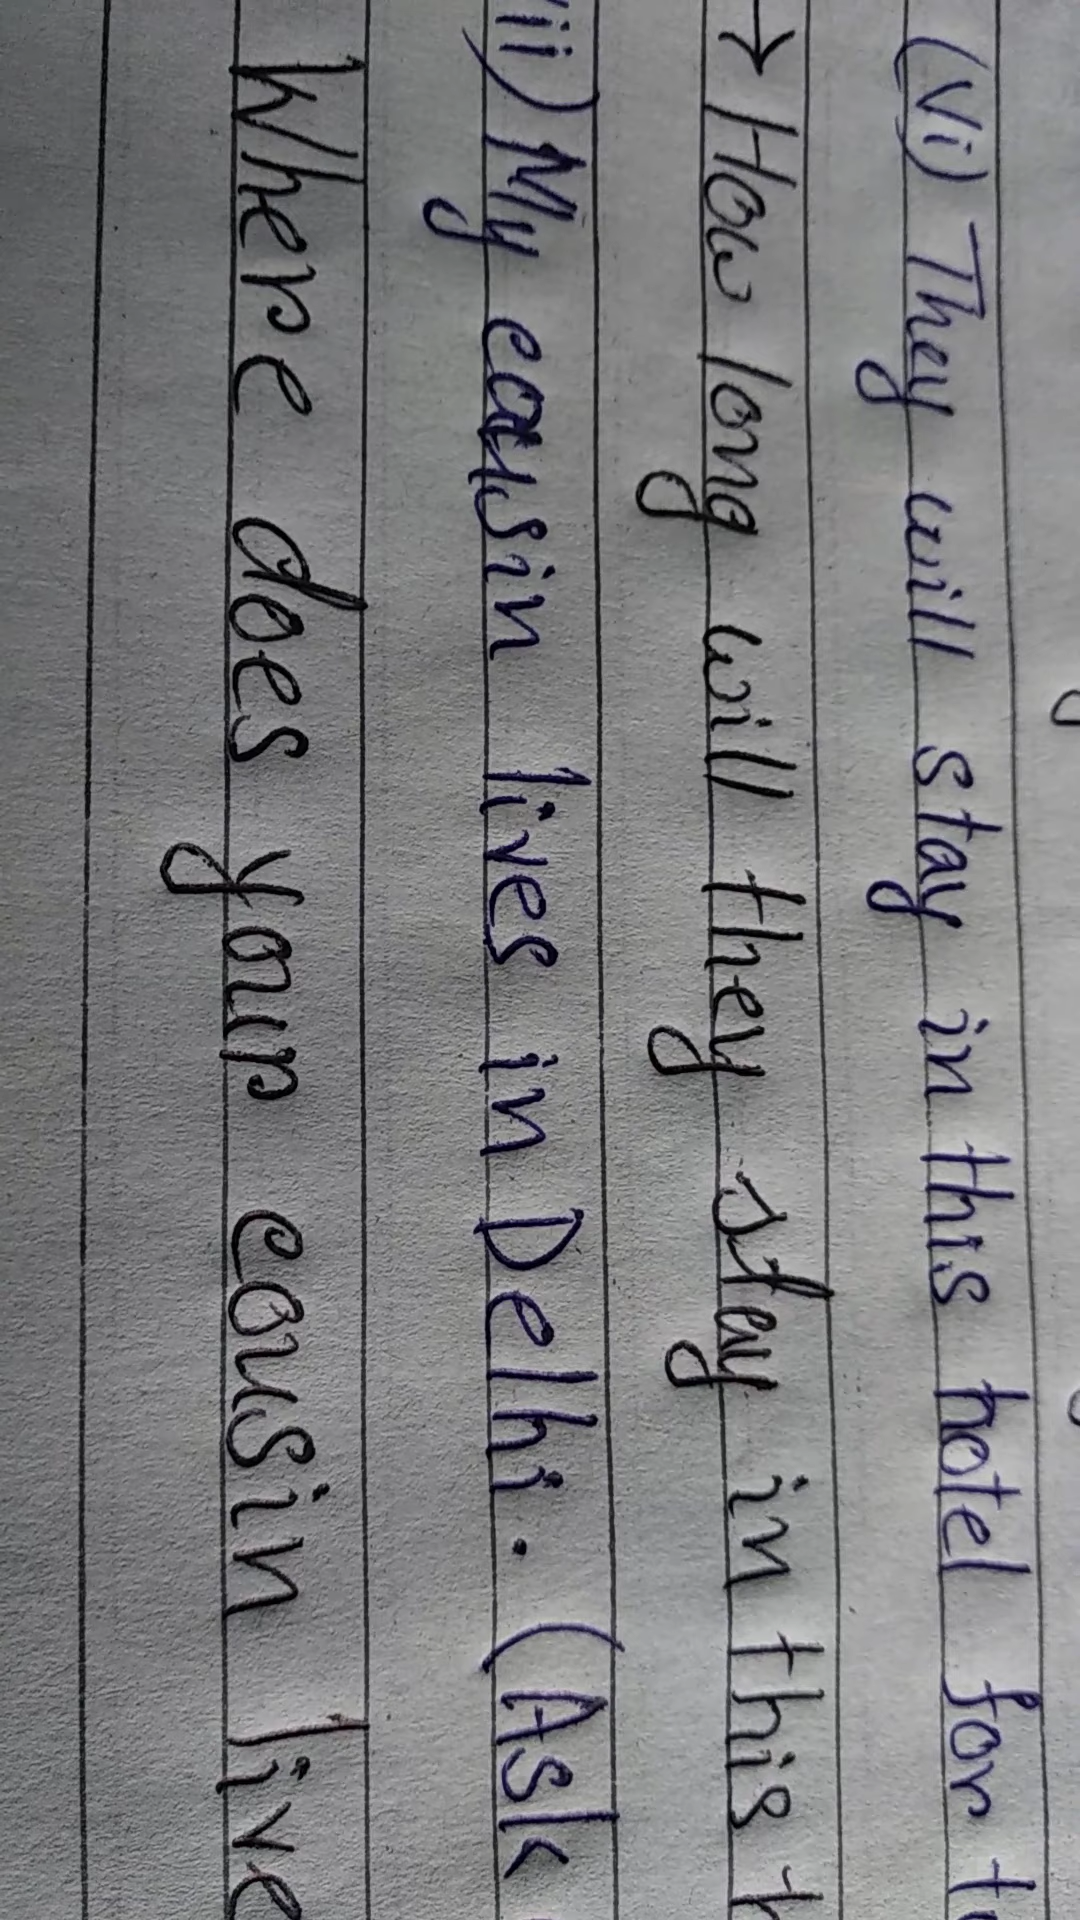 (vi) They will stay in this hotel for
→ How long will they stay in this
ii) My cousin lives in Delhi. (Ask
Where does your cousin live